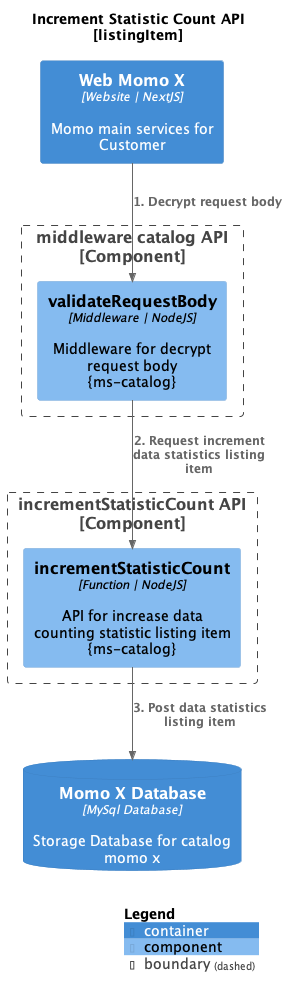 Increment Statistic Count API
[listingItem]
Web Momo X
[Website | NextJS]
Momo main services for
Customer
1. Decrypt request body
middleware catalog API
[Component]
validateRequestBody
[Middleware | NodeJS]
Middleware for decrypt
request body
{ms-catalog}
2. Request increment
data statistics listing
item
incrementStatisticCount API
[Component]
incrementStatisticCount
[Function | NodeJS]
API for increase data
counting statistic listing item
{ms-catalog}
3. Post data statistics
listing item
Momo X Database
[MySql Database]
Storage Database for catalog
momo x
Legend
container
component
boundary (dashed)